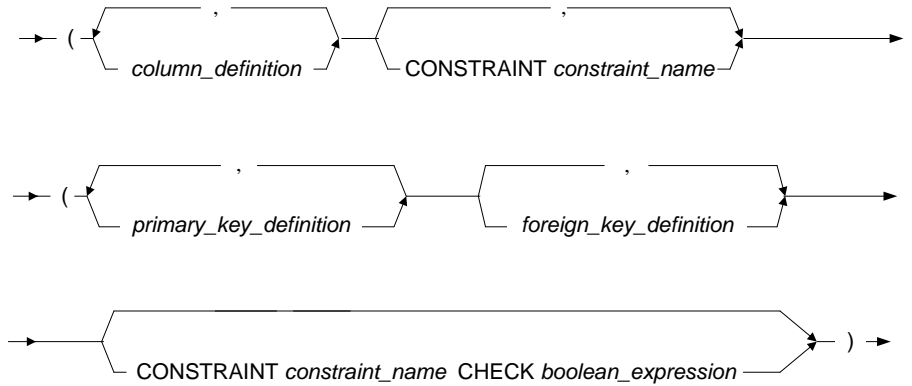 , ,
( column_definition CONSTRAINT constraint_name
, ,
( primary_key_definition foreign_key_definition
CONSTRAINT constraint_name CHECK boolean_expression )